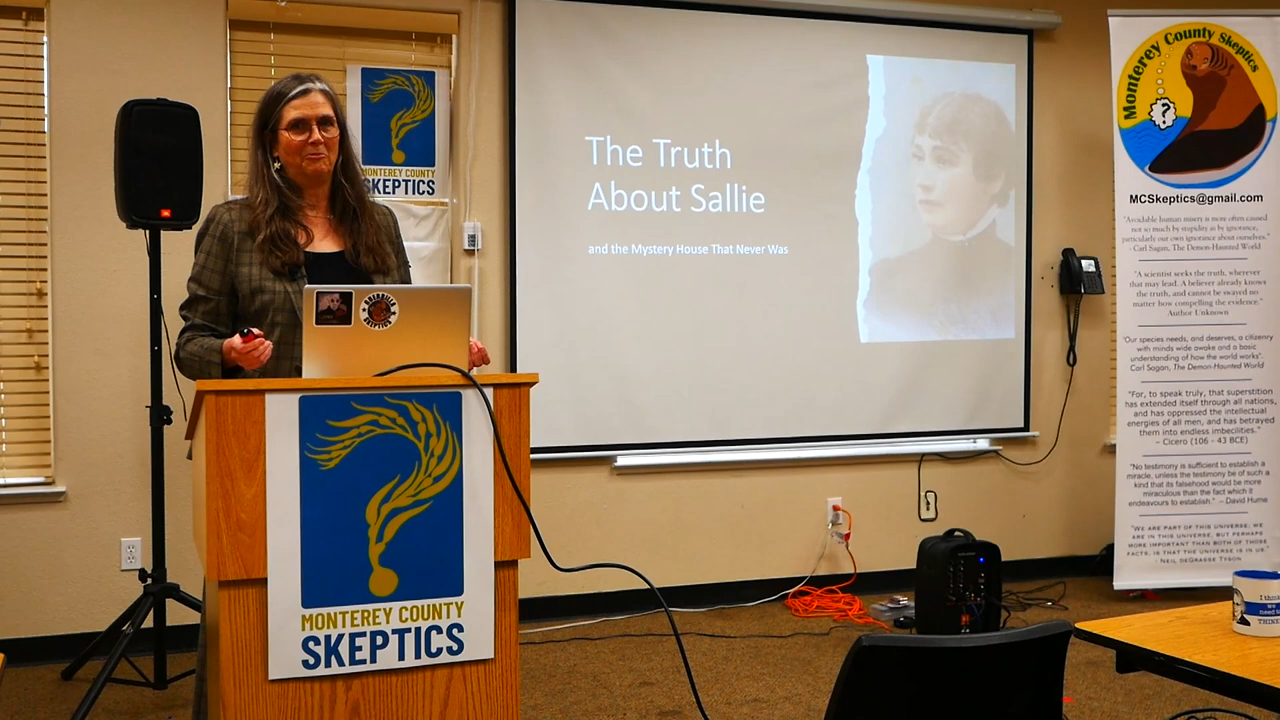 MONTEREY COUNTY
SKEPTICS
The Truth
About Sallie
and the Mystery House That Never Was
JBL
SKEPTICS
MONTEREY COUNTY
SKEPTICS
Monterey County Skeptics
?
MCSkeptics@gmail.com
"Avoidable human misery is more often caused
not so much by stupidity as by ignorance,
particularly our own ignorance about ourselves."
- Carl Sagan, The Demon-Haunted World
"A scientist seeks the truth, wherever
that may lead. A believer already knows
the truth, and cannot be swayed no
matter how compelling the evidence."
Author Unknown
"Our species needs, and deserves, a citizenry
with minds wide awake and a basic
understanding of how the world works".
Carl Sagan, The Demon-Haunted World
"For, to speak truly, that superstition
has extended itself through all nations,
and has oppressed the intellectual
energies of all men, and has betrayed
them into endless imbecilities."
– Cicero (106 - 43 BCE)
"No testimony is sufficient to establish a
miracle, unless the testimony be of such a
kind that its falsehood would be more
miraculous than the fact which it
endeavours to establish." – David Hume
"WE ARE PART OF THIS UNIVERSE; WE
ARE IN THIS UNIVERSE, BUT PERHAPS
MORE IMPORTANT THAN BOTH OF THOSE
FACTS, IS THAT THE UNIVERSE IS IN US."
- NEIL DEGRASSE TYSON
I think
we
need to
THINK